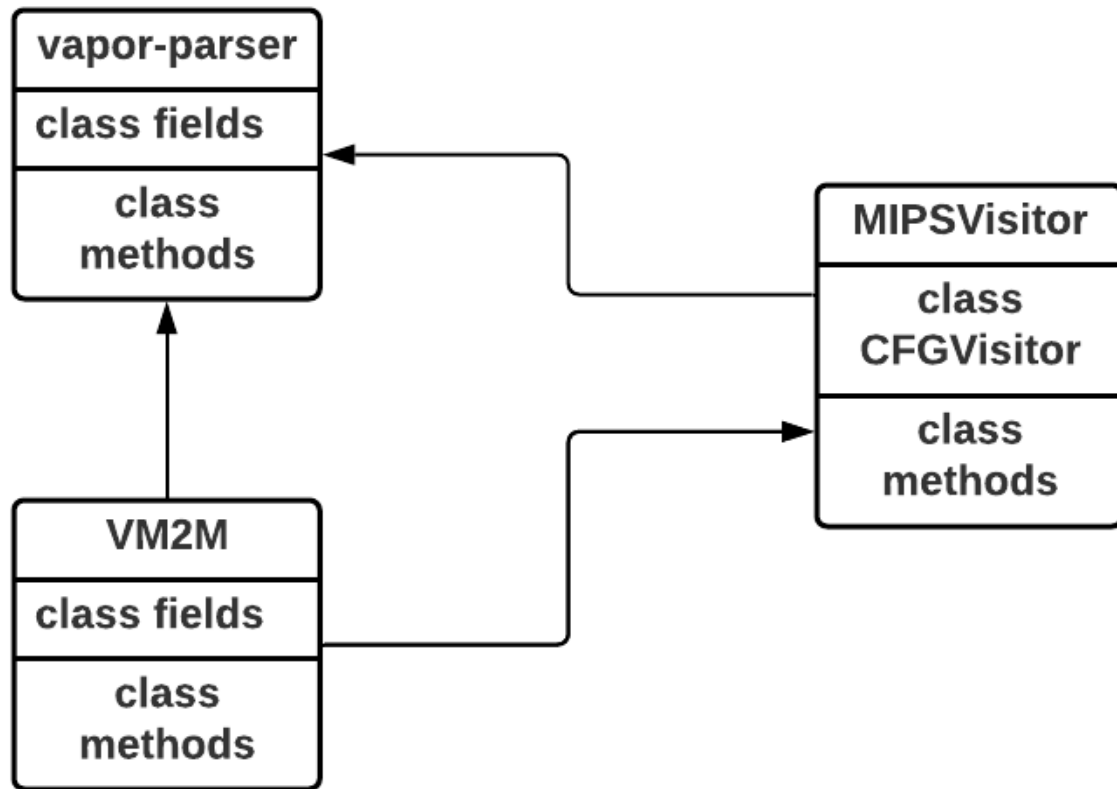 vapor-parser
class fields
class
methods
MIPSVisitor
class
CFGVisitor
class
methods
VM2M
class fields
class
methods